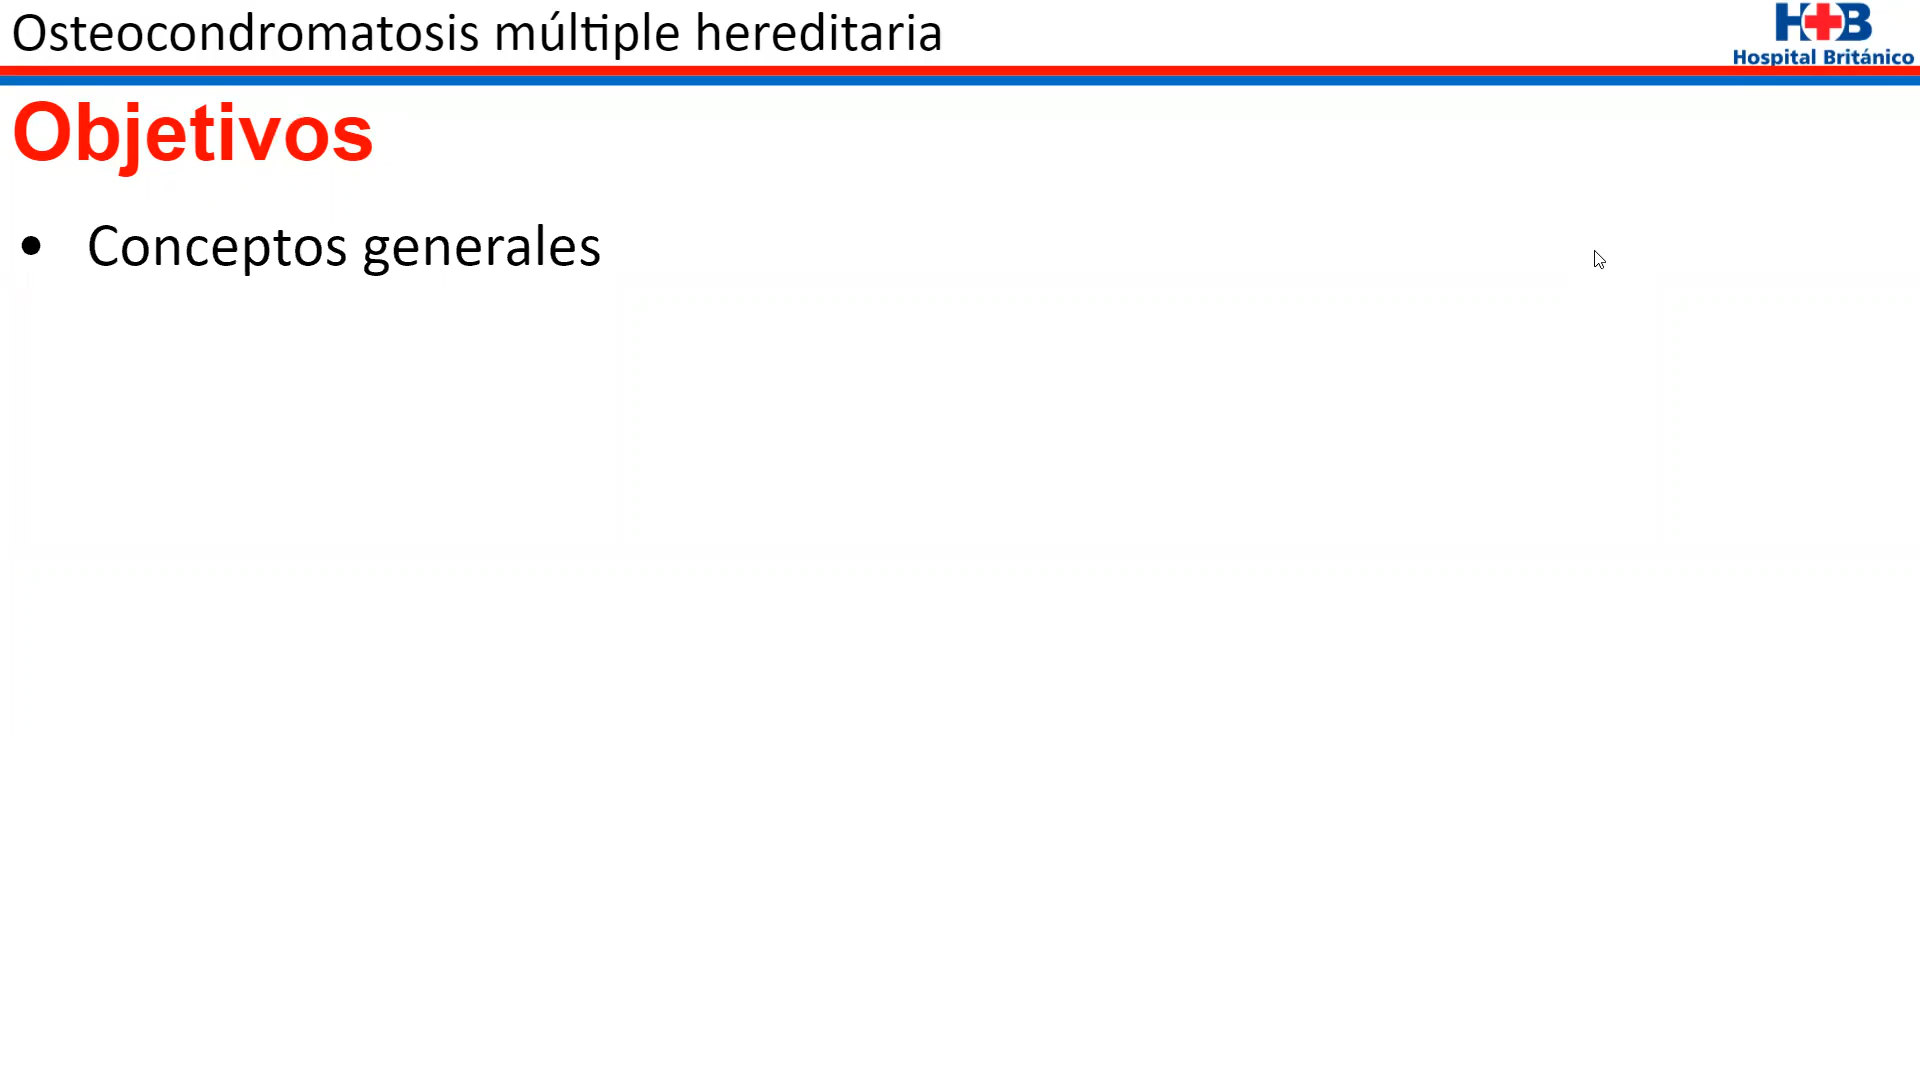 Osteocondromatosis múltiple hereditaria
H+B
Hospital Británico
Objetivos
• Conceptos generales